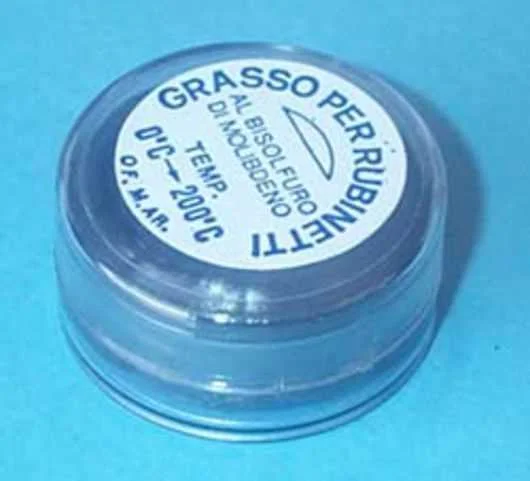 GRASSO PER RUBINETTI
AL BISOLFURO
DI MOLIBDENO
TEMP.
0°C→200°C
OF.M.AR.